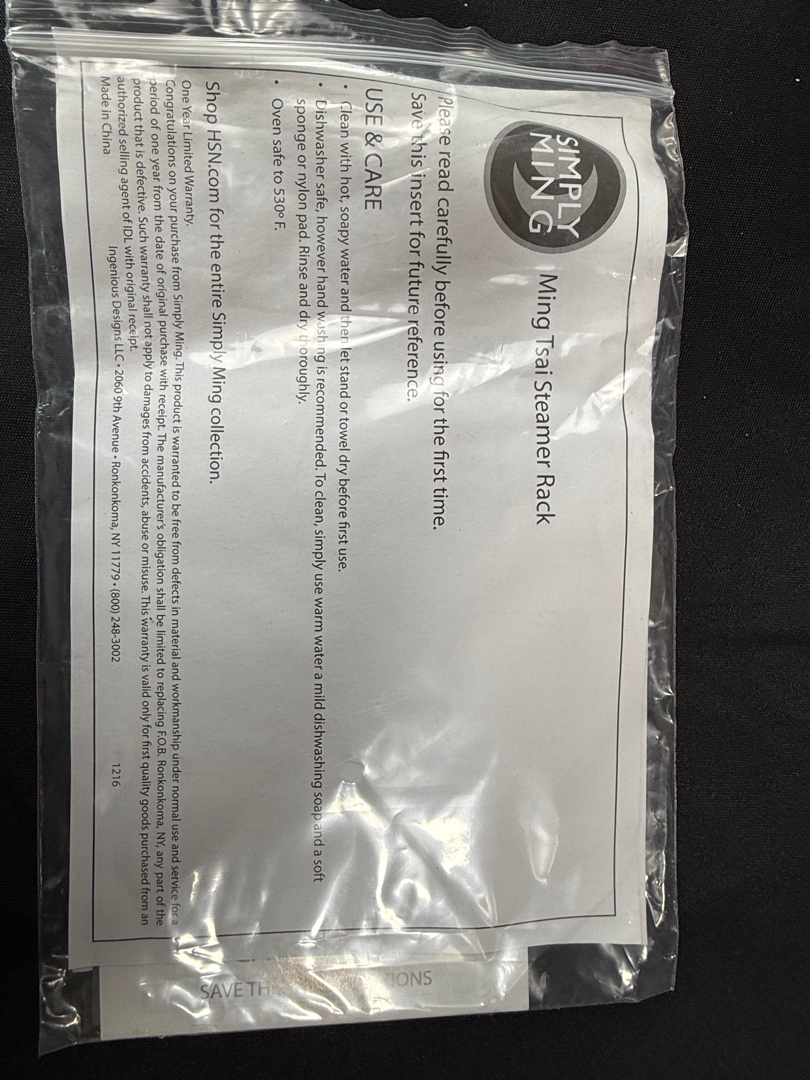 SIMPLY
MING
Ming Tsai Steamer Rack
Please read carefully before using for the first time.
Save this insert for future reference.
USE & CARE
• Clean with hot, soapy water and then let stand or towel dry before first use.
• Dishwasher safe, however hand washing is recommended. To clean, simply use warm water a mild dishwashing soap and a soft
sponge or nylon pad. Rinse and dry thoroughly.
• Oven safe to 530º F.
Shop HSN.com for the entire Simply Ming collection.
One Year Limited Warranty.
Congratulations on your purchase from Simply Ming. This product is warranted to be free from defects in material and workmanship under normal use and service for a
period of one year from the date of original purchase with receipt. The manufacturer's obligation shall be limited to replacing F.O.B. Ronkonkoma, NY, any part of the
product that is defective. Such warranty shall not apply to damages from accidents, abuse or misuse. This warranty is valid only for first quality goods purchased from an
authorized selling agent of IDL with original receipt.
Made in China
Ingenious Designs LLC • 2060 9th Avenue • Ronkonkoma, NY 11779 • (800) 248-3002
1216
SAVE